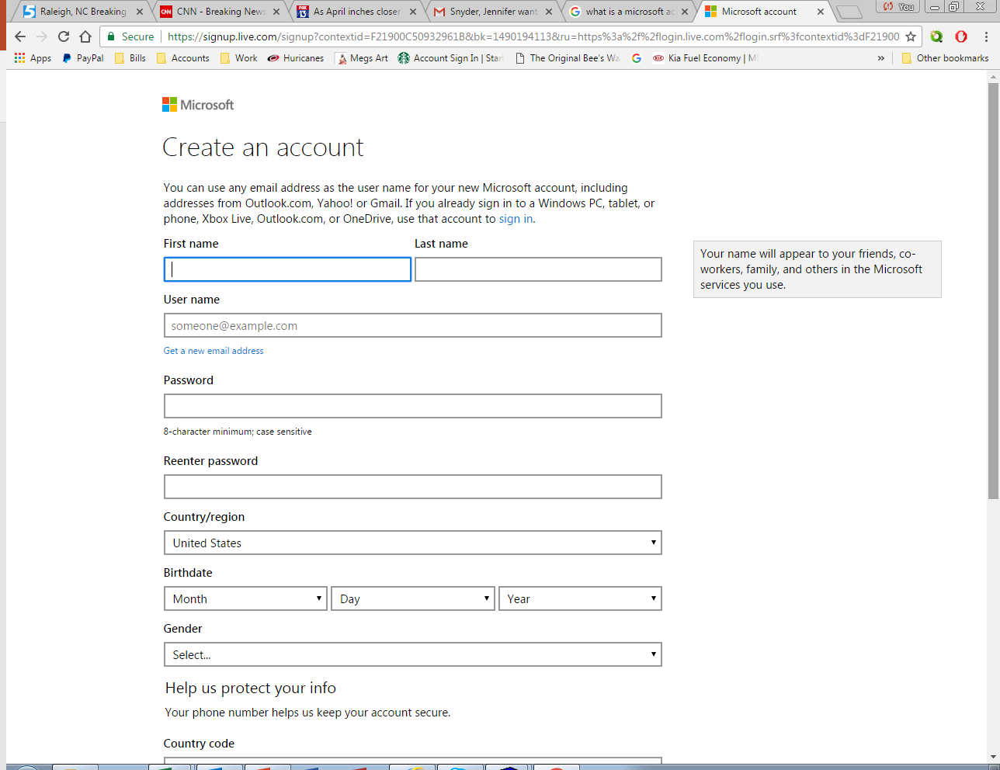 Raleigh, NC Breaking
CNN - Breaking News
As April inches closer
Snyder, Jennifer want
what is a microsoft ac
Microsoft account
You
Secure
https://signup.live.com/signup?contextid=F21900C50932961B&bk=1490194113&ru=https%3a%2f%2flogin.live.com%2flogin.srf%3fcontextid%3dF21900
Apps
PayPal
Bills
Accounts
Work
Huricanes
Megs Art
Account Sign In | Star
The Original Bee's Wa
Kia Fuel Economy | M
»
Other bookmarks
Microsoft
Create an account
You can use any email address as the user name for your new Microsoft account, including
addresses from Outlook.com, Yahoo! or Gmail. If you already sign in to a Windows PC, tablet, or
phone, Xbox Live, Outlook.com, or OneDrive, use that account to sign in.
First name
Last name
Your name will appear to your friends, co-
workers, family, and others in the Microsoft
services you use.
User name
someone@example.com
Get a new email address
Password
8-character minimum; case sensitive
Reenter password
Country/region
United States
Birthdate
Month
Day
Year
Gender
Select...
Help us protect your info
Your phone number helps us keep your account secure.
Country code